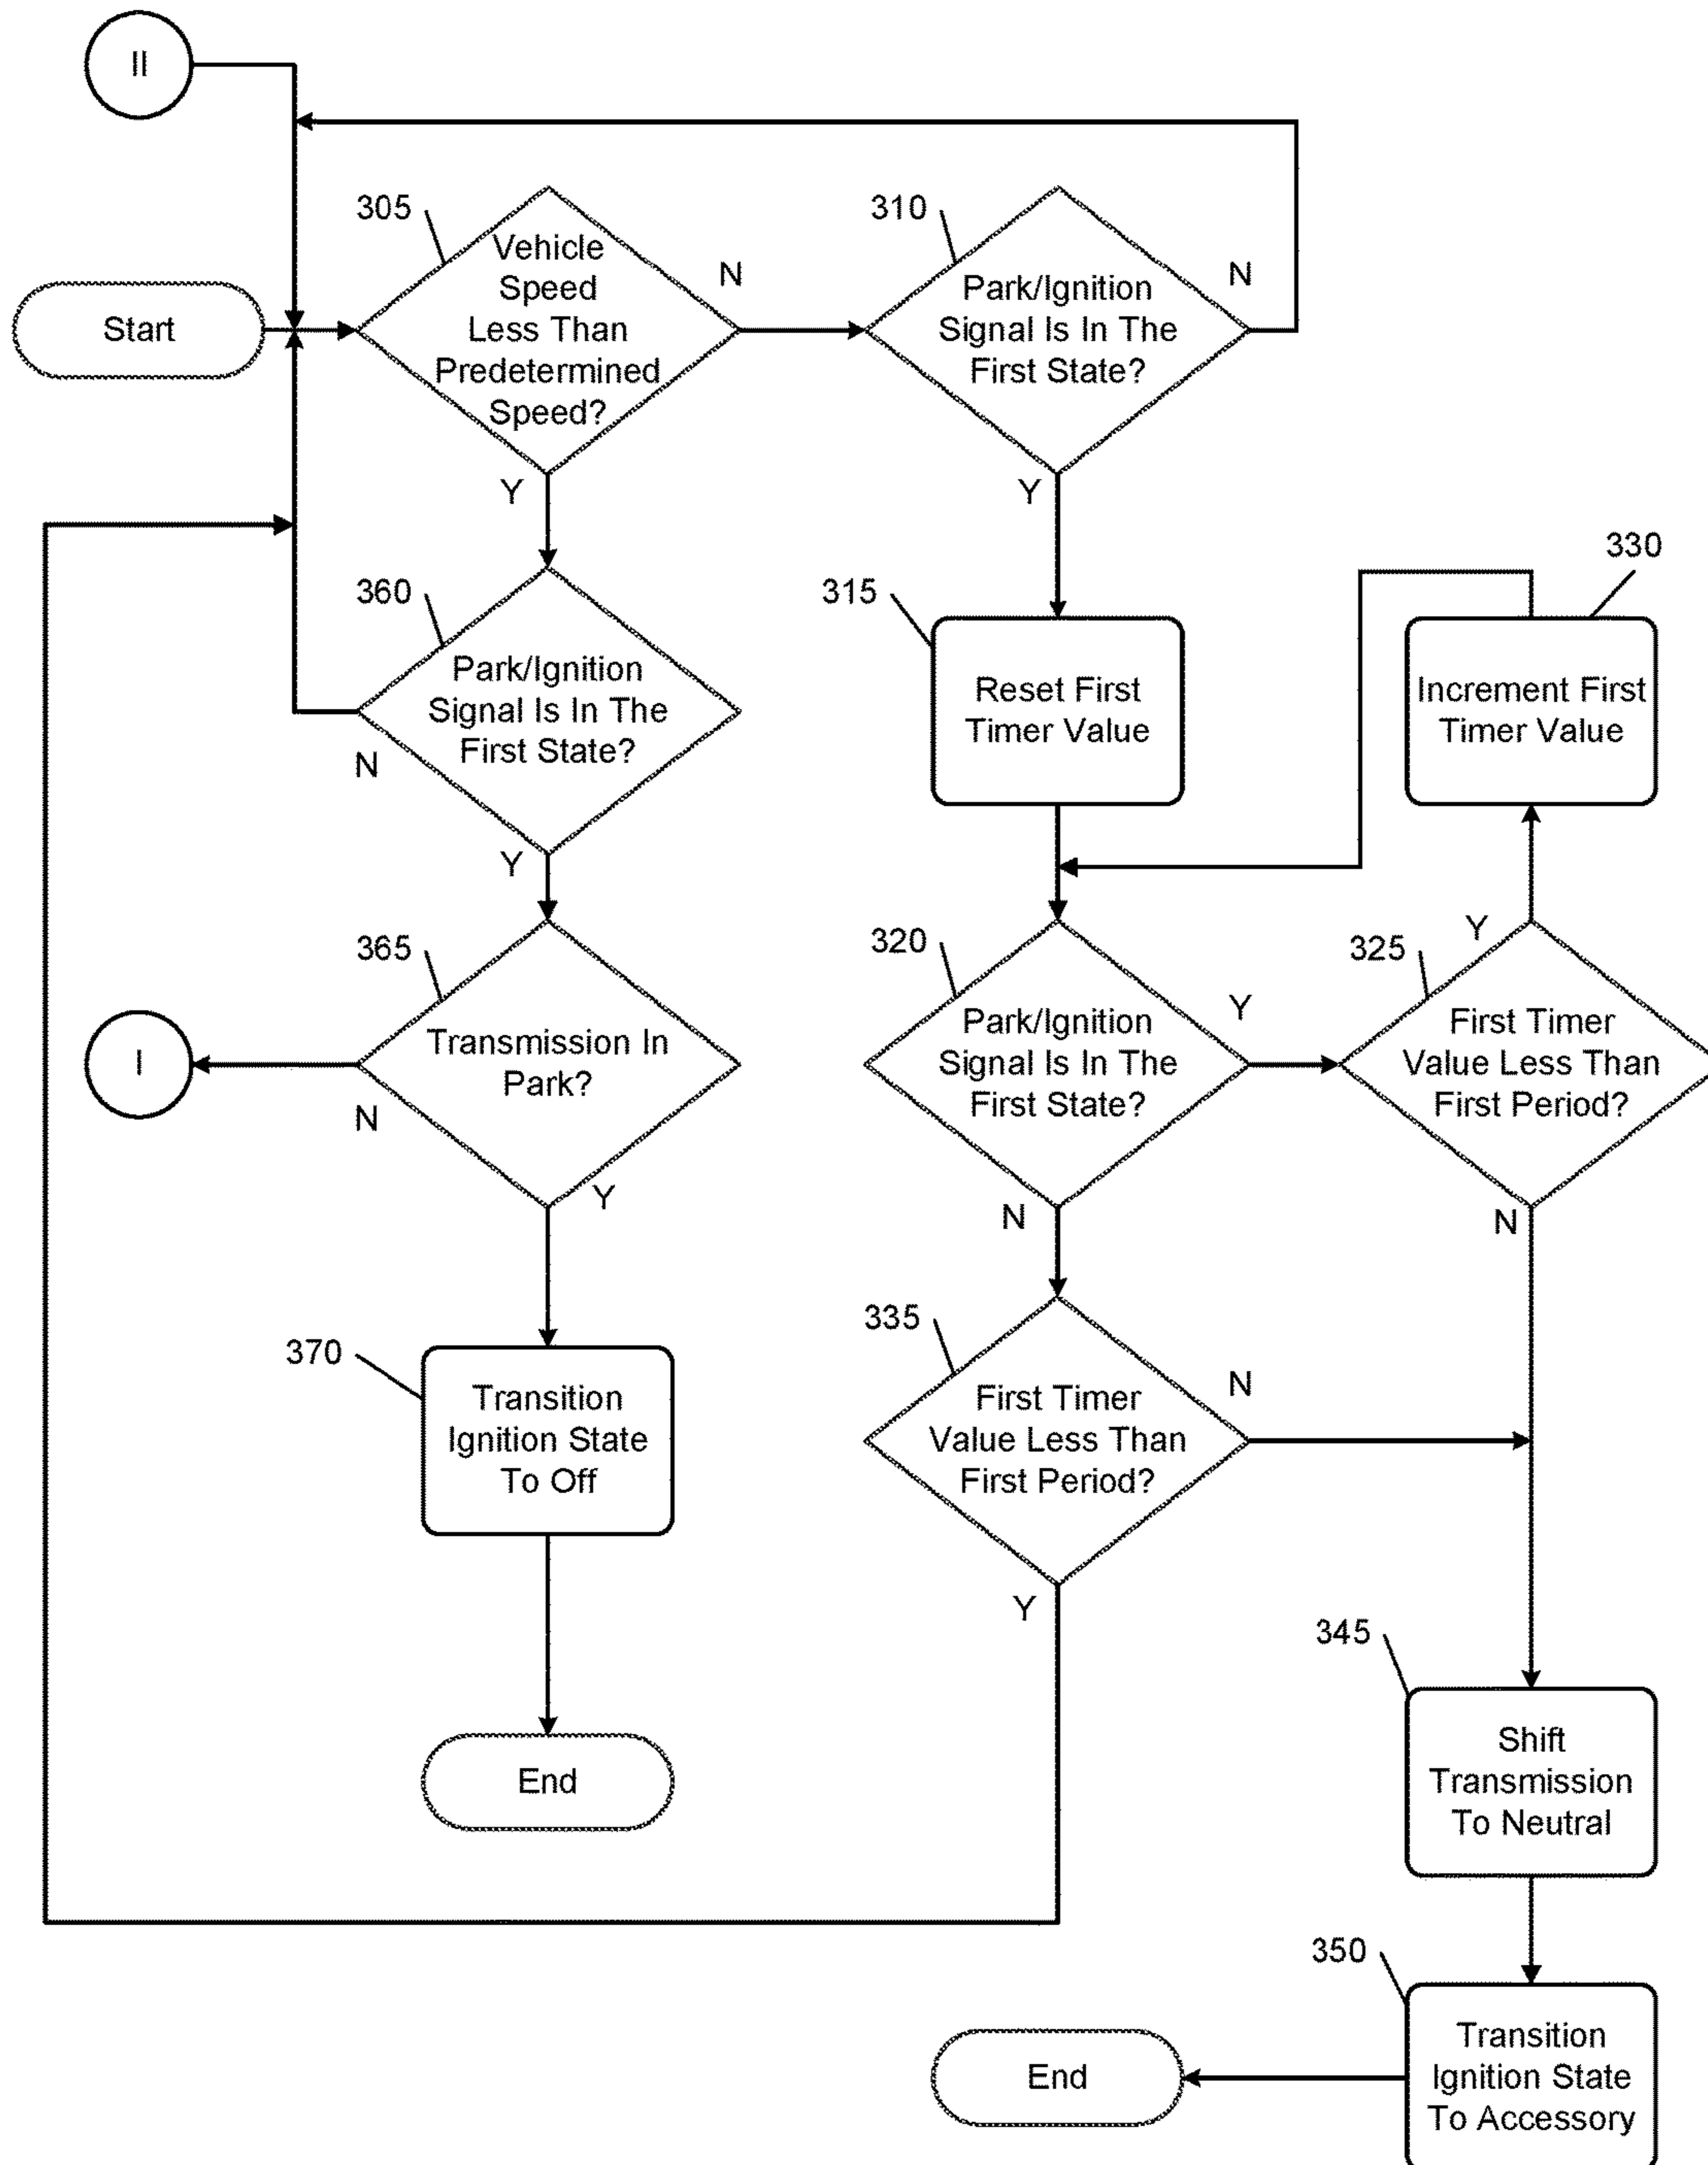 II
305
Vehicle
Speed
Less Than
Predetermined
Speed?
N
Y
310
Park/Ignition
Signal Is In The
First State?
N
Y
Start
360
Park/Ignition
Signal Is In The
First State?
N
Y
315
Reset First
Timer Value
330
Increment First
Timer Value
365
Transmission In
Park?
N
Y
I
320
Park/Ignition
Signal Is In The
First State?
Y
N
325
First Timer
Value Less Than
First Period?
Y
N
370
Transition
Ignition State
To Off
End
335
First Timer
Value Less Than
First Period?
N
Y
345
Shift
Transmission
To Neutral
350
Transition
Ignition State
To Accessory
End